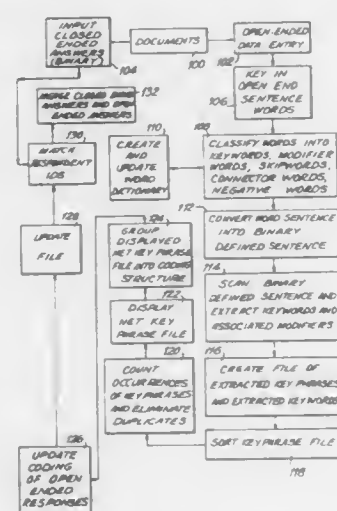 INPUT
CLOSED
ENDED
ANSWERS
(BINARY)
104
DOCUMENTS
100
OPEN-ENDED
DATA ENTRY
102
KEY IN
OPEN END
SENTENCE
WORDS
106
MERGE CLOSED ENDED
ANSWERS AND OPEN
ENDED ANSWERS
132
110
CREATE
AND
UPDATE
WORD
DICTIONARY
108
CLASSIFY WORDS INTO
KEYWORDS, MODIFIER
WORDS, SKIPWORDS,
CONNECTOR WORDS,
NEGATIVE WORDS
130
MATCH
RESPONDENT
IDS
112
CONVERT WORD SENTENCE
INTO BINARY
DEFINED SENTENCE
124
GROUP
DISPLAYED
NET KEY PHRASE
FILE INTO CODING
STRUCTURE
128
UPDATE
FILE
114
SCAN BINARY
DEFINED SENTENCE AND
EXTRACT KEYWORDS AND
ASSOCIATED MODIFIERS
122
DISPLAY
NET KEY
PHRASE FILE
120
COUNT
OCCURRENCES
OF KEY PHRASES
AND ELIMINATE
DUPLICATES
116
CREATE FILE OF
EXTRACTED KEY PHRASES
AND EXTRACTED KEYWORDS
126
UPDATE
CODING
OF OPEN
ENDED
RESPONSES
SORT KEY PHRASE FILE
118